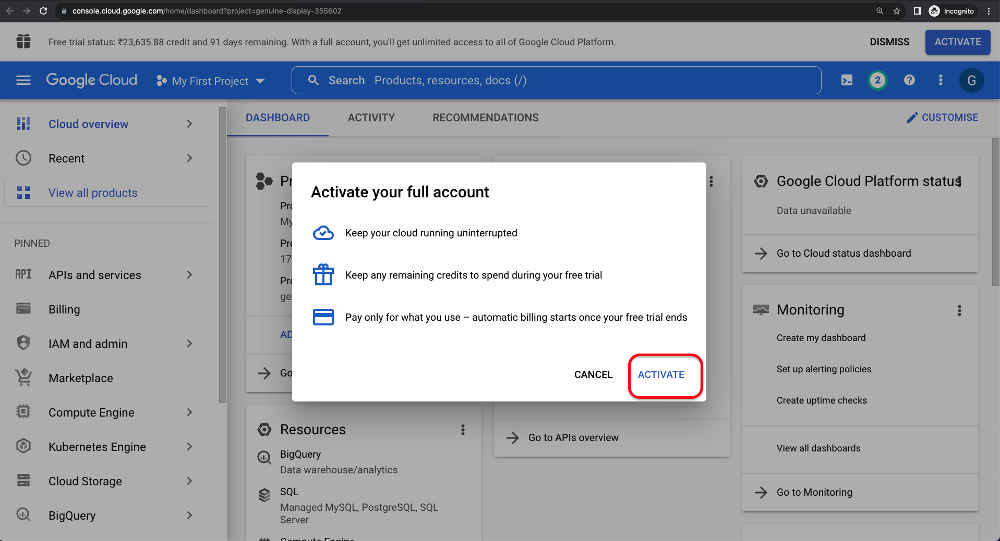 console.cloud.google.com/home/dashboard?project=genuine-display-355602
Incognito
Free trial status: ₹23,635.88 credit and 91 days remaining. With a full account, you'll get unlimited access to all of Google Cloud Platform.
DISMISS
ACTIVATE
Google Cloud
My First Project
Search Products, resources, docs (/)
2
G
Cloud overview
Recent
View all products
PINNED
API APIs and services
Billing
IAM and admin
Marketplace
Compute Engine
Kubernetes Engine
Cloud Storage
BigQuery
DASHBOARD
ACTIVITY
RECOMMENDATIONS
CUSTOMISE
Pr
Pro
My
Pro
17
Pro
ge
AD
Go
Activate your full account
Keep your cloud running uninterrupted
Keep any remaining credits to spend during your free trial
Pay only for what you use – automatic billing starts once your free trial ends
CANCEL
ACTIVATE
Resources
BigQuery
Data warehouse/analytics
SQL
Managed MySQL, PostgreSQL, SQL
Server
Compute Engine
Go to APIs overview
Google Cloud Platform status
Data unavailable
Go to Cloud status dashboard
Monitoring
Create my dashboard
Set up alerting policies
Create uptime checks
View all dashboards
Go to Monitoring